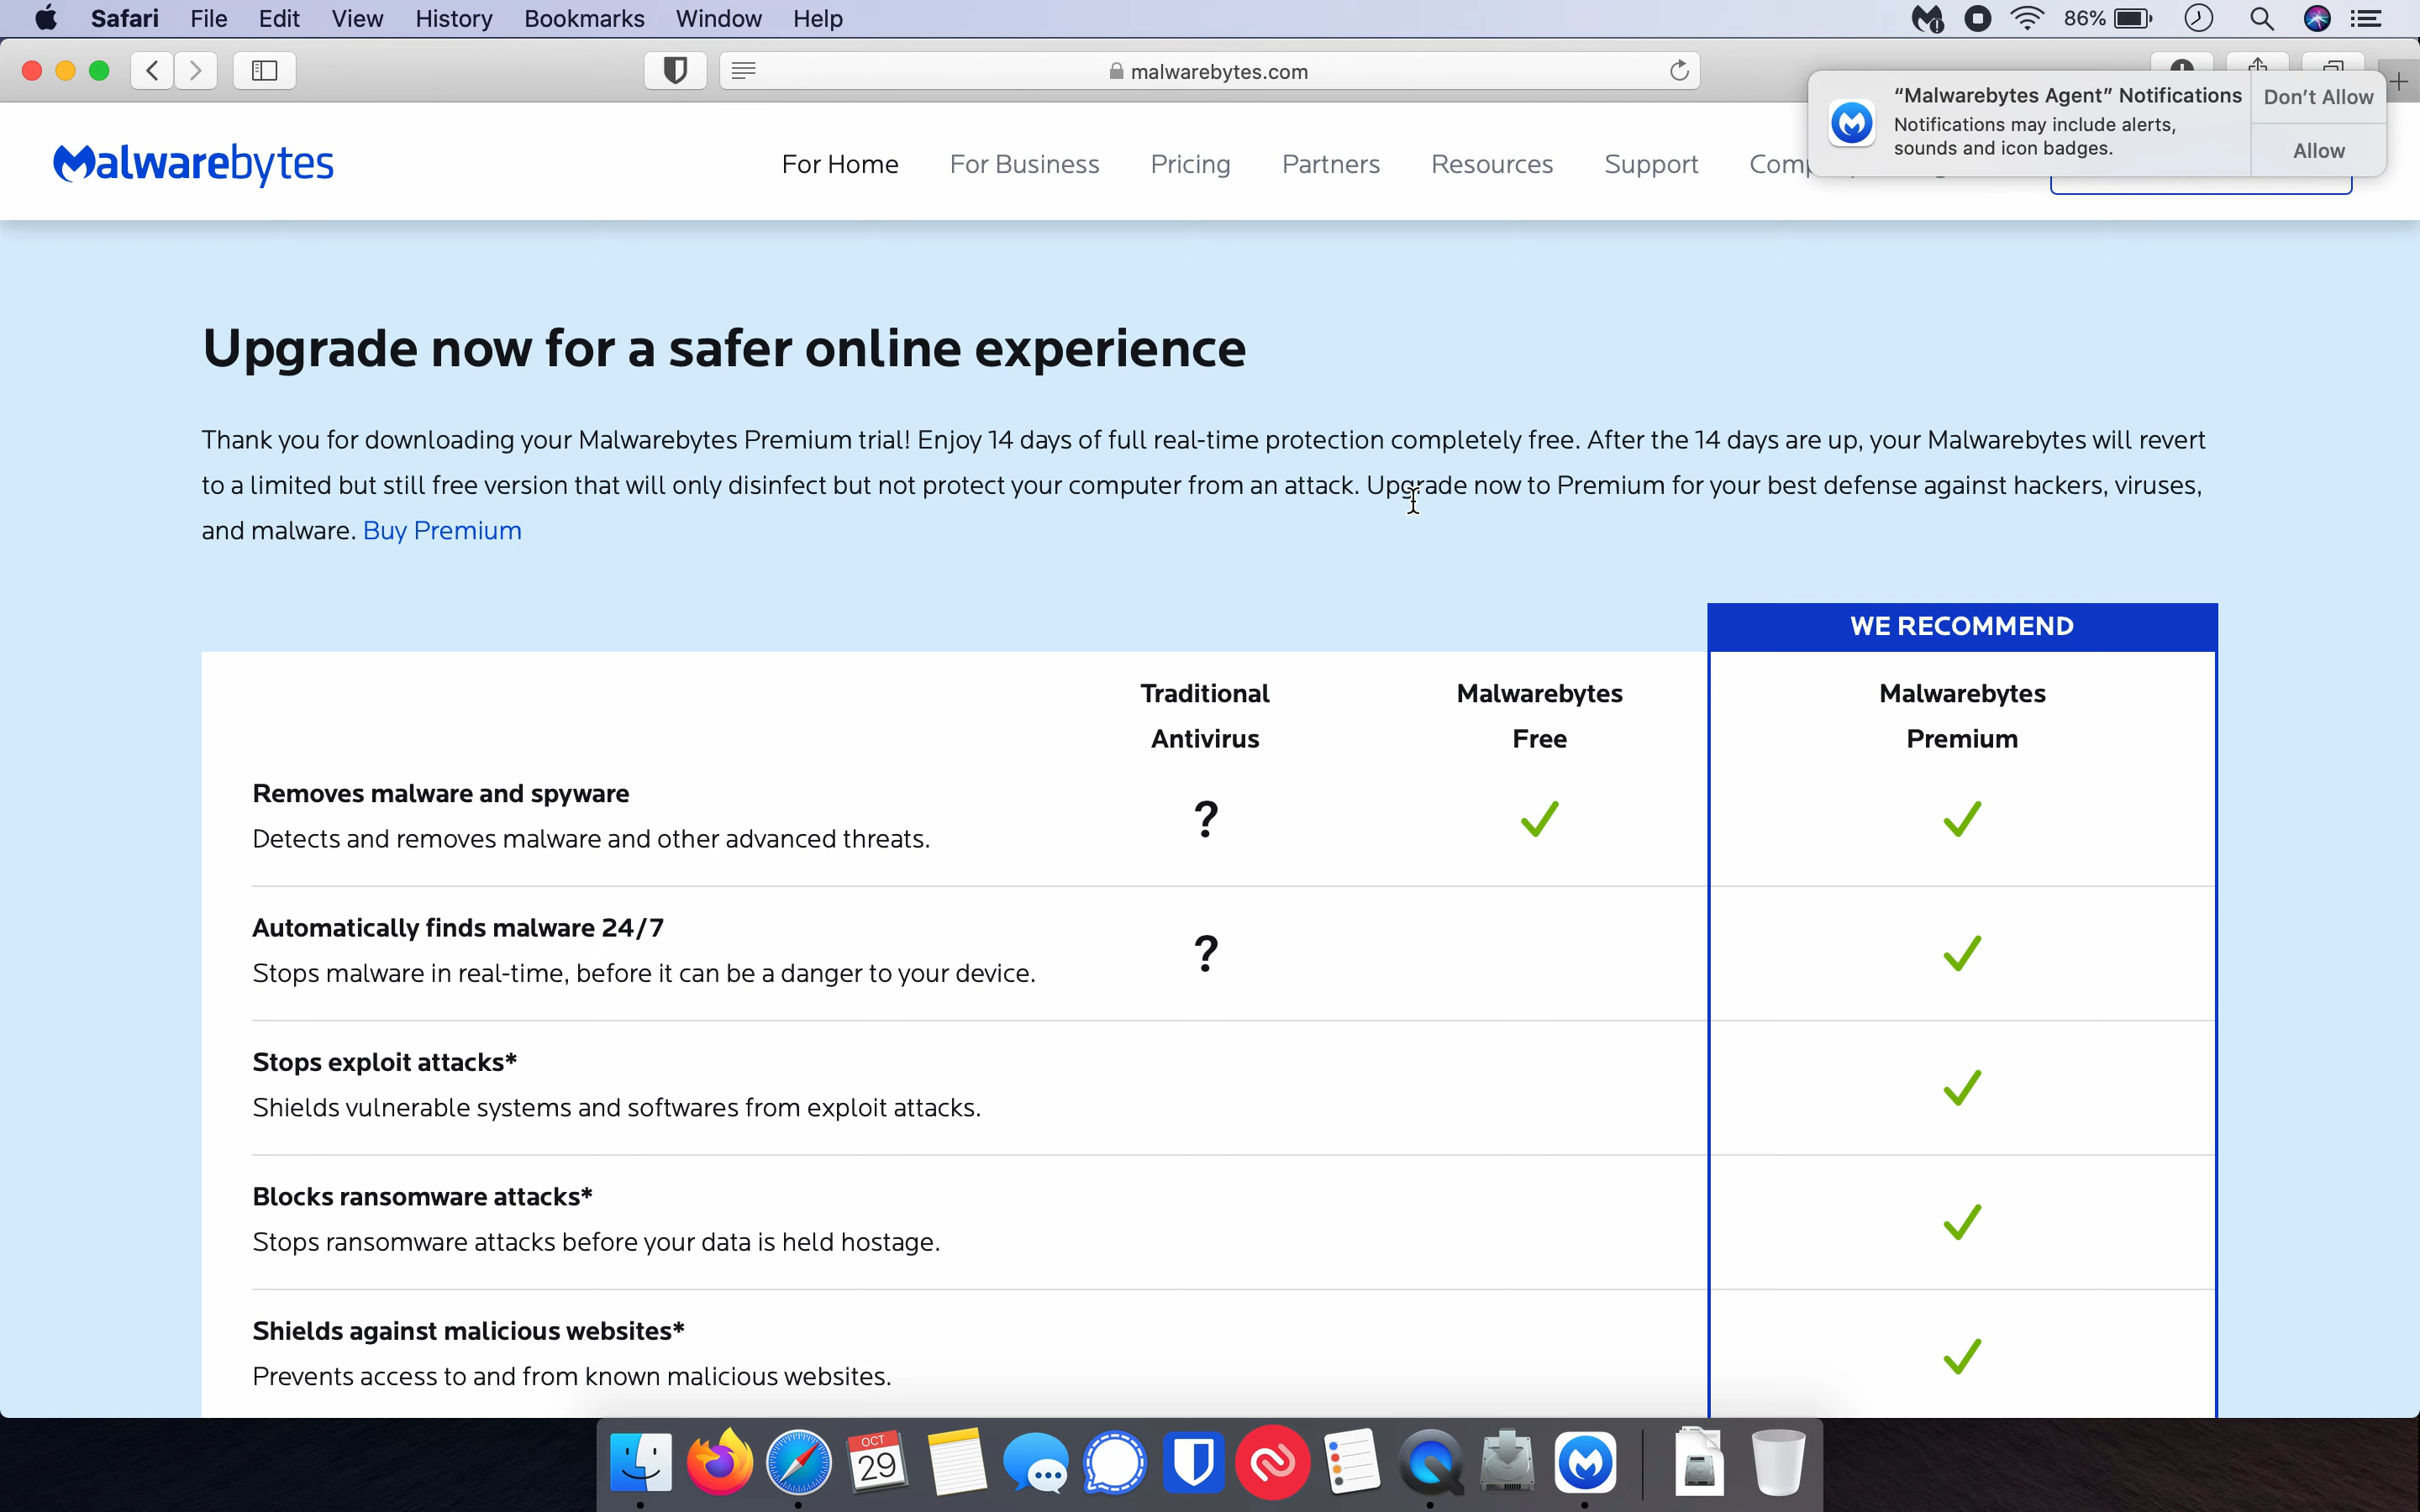 Safari File Edit View History Bookmarks Window Help 86%
malwarebytes.com
“Malwarebytes Agent” Notifications
Notifications may include alerts,
sounds and icon badges.
Don’t Allow
Allow
Malwarebytes
For Home For Business Pricing Partners Resources Support
Upgrade now for a safer online experience
Thank you for downloading your Malwarebytes Premium trial! Enjoy 14 days of full real-time protection completely free. After the 14 days are up, your Malwarebytes will revert
to a limited but still free version that will only disinfect but not protect your computer from an attack. Upgrade now to Premium for your best defense against hackers, viruses,
and malware. Buy Premium
WE RECOMMEND
Traditional Malwarebytes Malwarebytes
Antivirus Free Premium
Removes malware and spyware
?
Detects and removes malware and other advanced threats.
Automatically finds malware 24/7
?
Stops malware in real-time, before it can be a danger to your device.
Stops exploit attacks*
Shields vulnerable systems and softwares from exploit attacks.
Blocks ransomware attacks*
Stops ransomware attacks before your data is held hostage.
Shields against malicious websites*
Prevents access to and from known malicious websites.
OCT
29